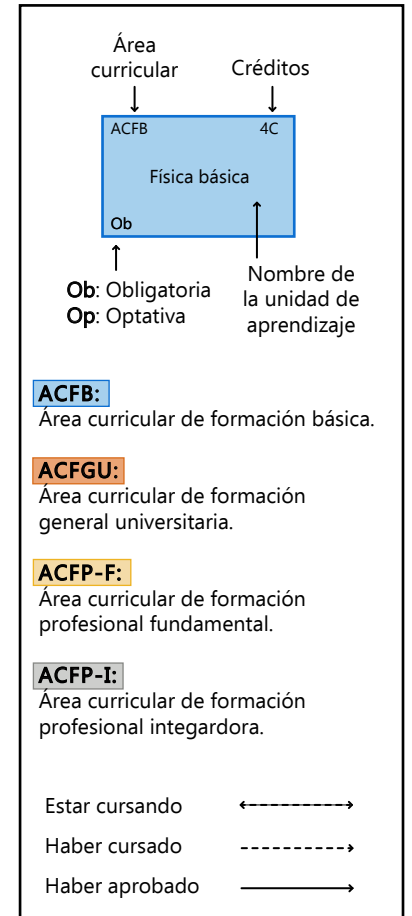 Área
curricular
Créditos
ACFB
4C
Física básica
Ob
Ob: Obligatoria
Op: Optativa
Nombre de
la unidad de
aprendizaje
ACFB:
Área curricular de formación básica.
ACFGU:
Área curricular de formación
general universitaria.
ACFP-F:
Área curricular de formación
profesional fundamental.
ACFP-I:
Área curricular de formación
profesional integardora.
Estar cursando
Haber cursado
Haber aprobado